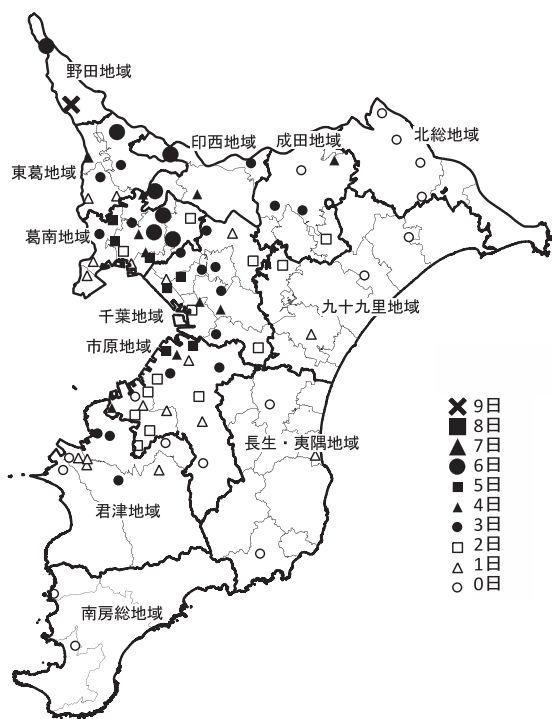 野田地域
印西地域
成田地域
北総地域
東葛地域
葛南地域
千葉地域
九十九里地域
市原地域
長生・夷隅地域
君津地域
南房総地域
9日
8日
7日
6日
5日
4日
3日
2日
1日
0日